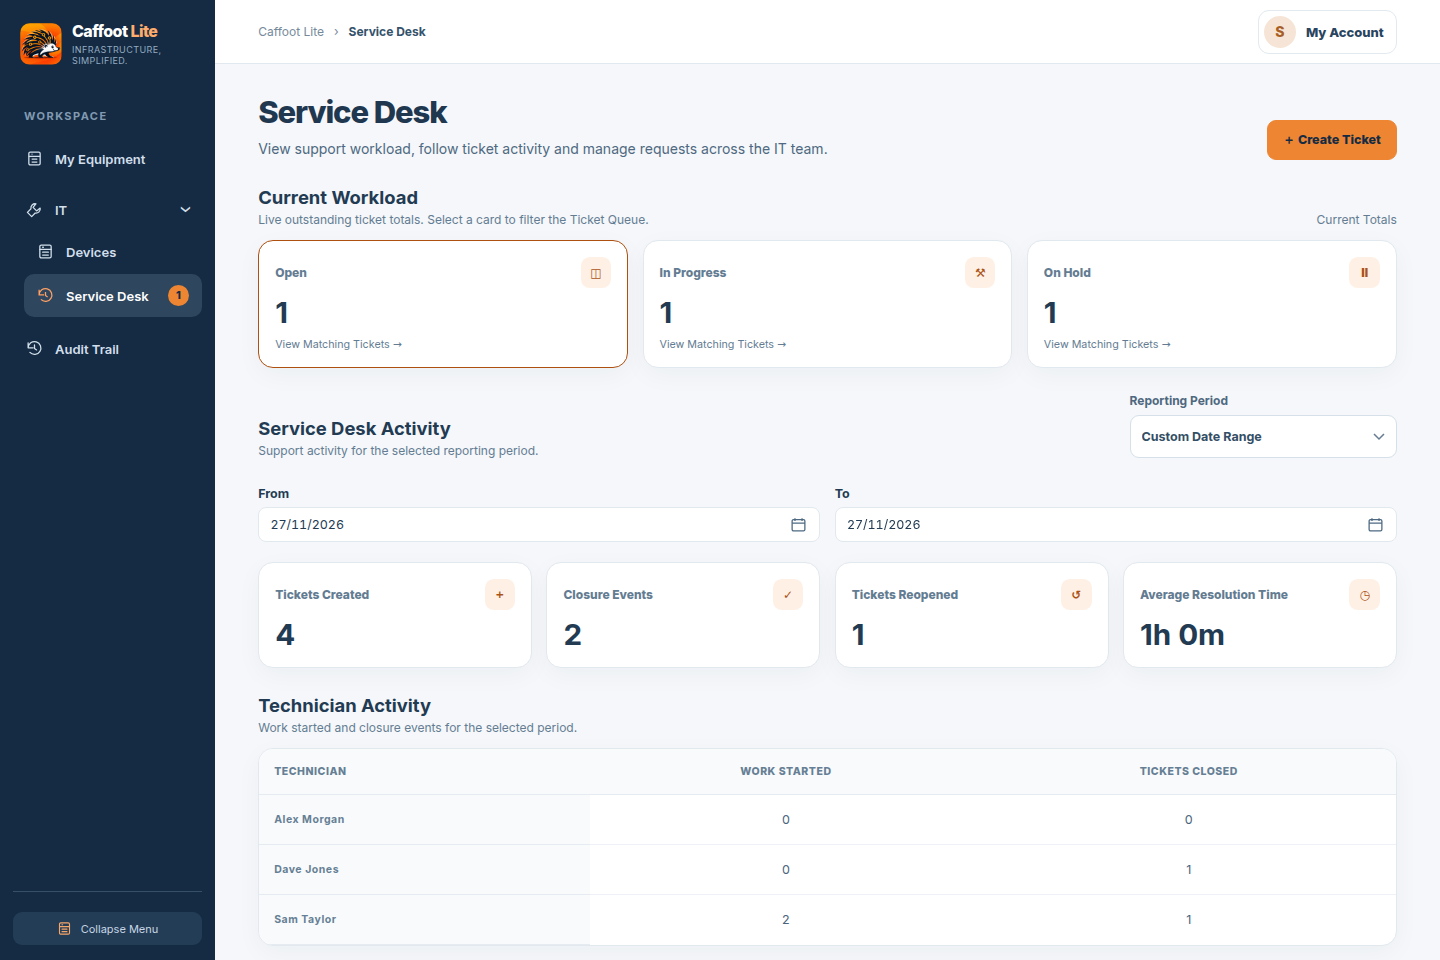 Caffoot Lite
INFRASTRUCTURE,
SIMPLIFIED.
WORKSPACE
My Equipment
IT
Devices
Service Desk 1
Audit Trail
Collapse Menu
Caffoot Lite › Service Desk
S My Account
Service Desk
View support workload, follow ticket activity and manage requests across the IT team.
+ Create Ticket
Current Workload
Live outstanding ticket totals. Select a card to filter the Ticket Queue.
Current Totals
Open
1
View Matching Tickets →
In Progress
1
View Matching Tickets →
On Hold
1
View Matching Tickets →
Service Desk Activity
Support activity for the selected reporting period.
Reporting Period
Custom Date Range
From
27/11/2026
To
27/11/2026
Tickets Created
4
Closure Events
2
Tickets Reopened
1
Average Resolution Time
1h 0m
Technician Activity
Work started and closure events for the selected period.
TECHNICIAN WORK STARTED TICKETS CLOSED
Alex Morgan 0 0
Dave Jones 0 1
Sam Taylor 2 1